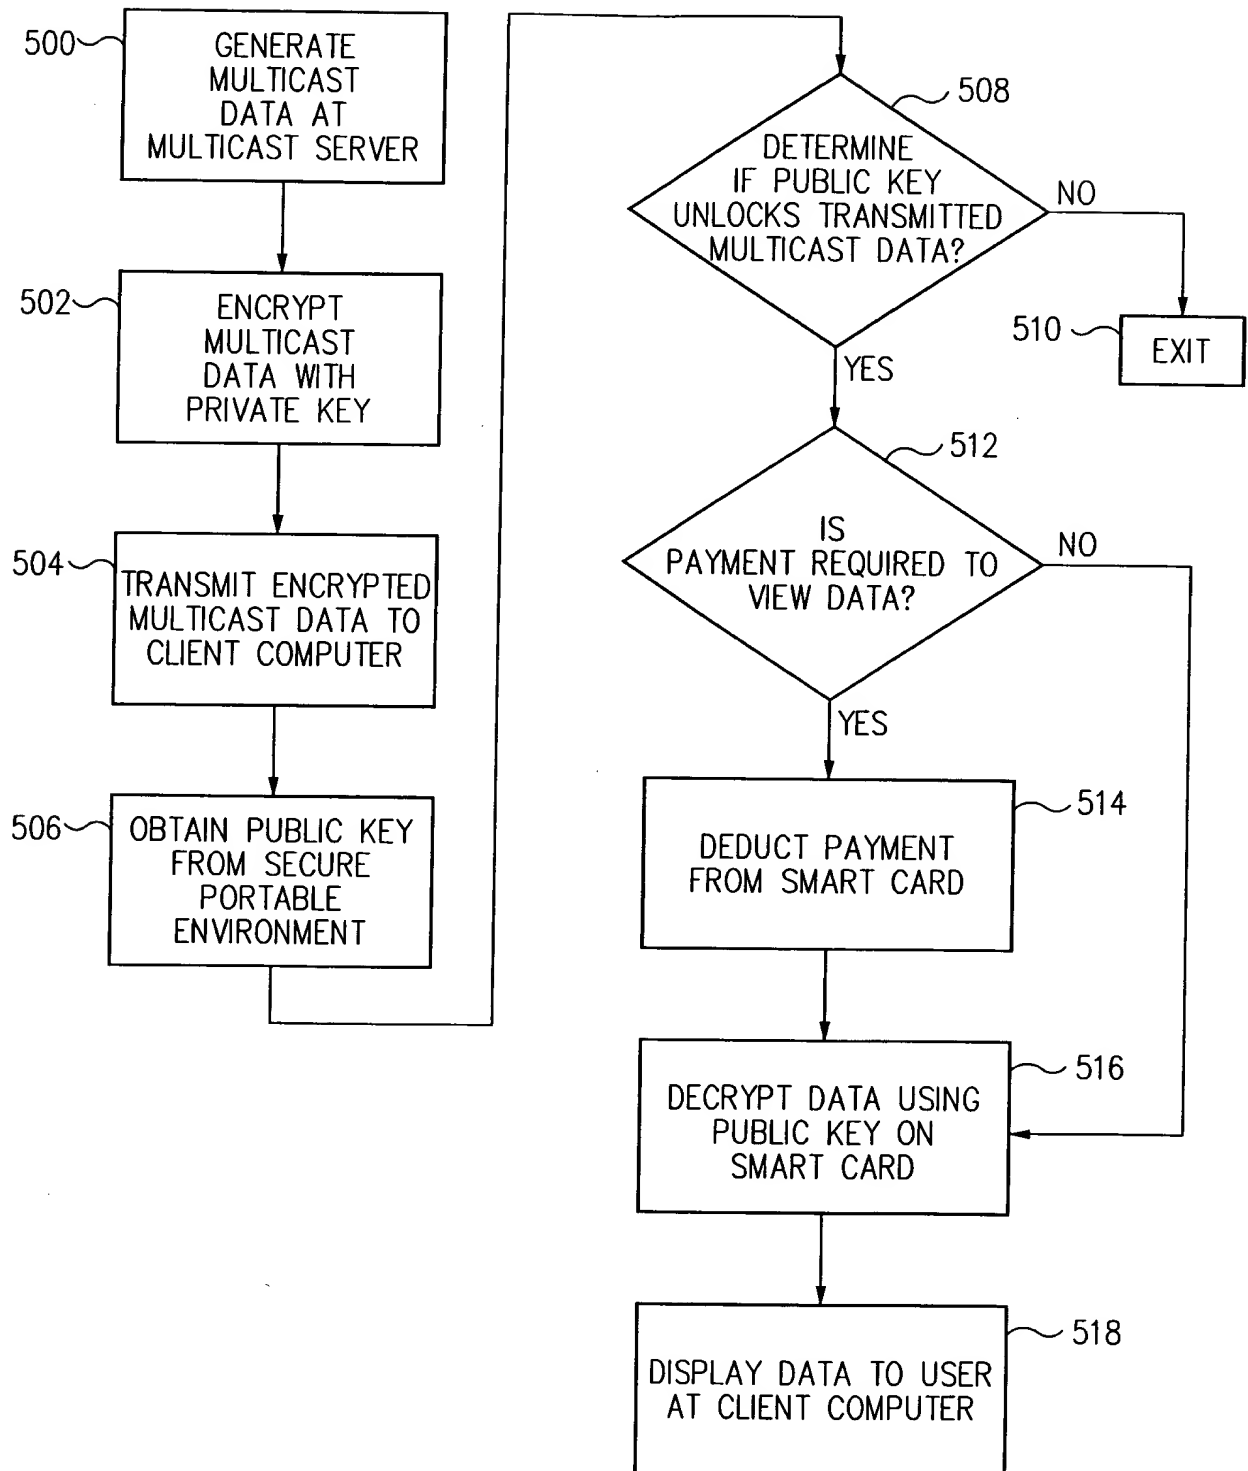 500
GENERATE
MULTICAST
DATA AT
MULTICAST SERVER
502
ENCRYPT
MULTICAST
DATA WITH
PRIVATE KEY
504
TRANSMIT ENCRYPTED
MULTICAST DATA TO
CLIENT COMPUTER
506
OBTAIN PUBLIC KEY
FROM SECURE
PORTABLE
ENVIRONMENT
508
DETERMINE
IF PUBLIC KEY
UNLOCKS TRANSMITTED
MULTICAST DATA?
NO
510
EXIT
YES
512
IS
PAYMENT REQUIRED TO
VIEW DATA?
NO
YES
514
DEDUCT PAYMENT
FROM SMART CARD
516
DECRYPT DATA USING
PUBLIC KEY ON
SMART CARD
518
DISPLAY DATA TO USER
AT CLIENT COMPUTER